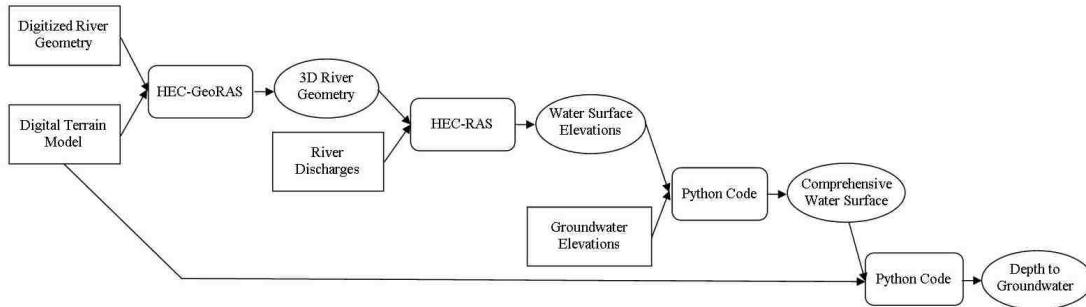 Digitized River
Geometry
HEC-GeoRAS
3D River
Geometry
Digital Terrain
Model
HEC-RAS
Water Surface
Elevations
River
Discharges
Python Code
Comprehensive
Water Surface
Groundwater
Elevations
Python Code
Depth to
Groundwater